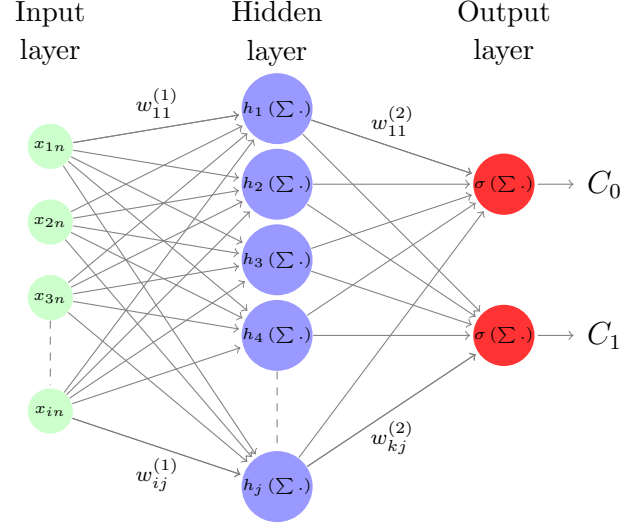 Input layer
Hidden layer
Output layer
w_{11}^{(1)}
w_{11}^{(2)}
x_{1n}
x_{2n}
x_{3n}
x_{in}
h_1 (∑ .)
h_2 (∑ .)
h_3 (∑ .)
h_4 (∑ .)
h_j (∑ .)
σ (∑ .)
C_0
σ (∑ .)
C_1
w_{ij}^{(1)}
w_{kj}^{(2)}